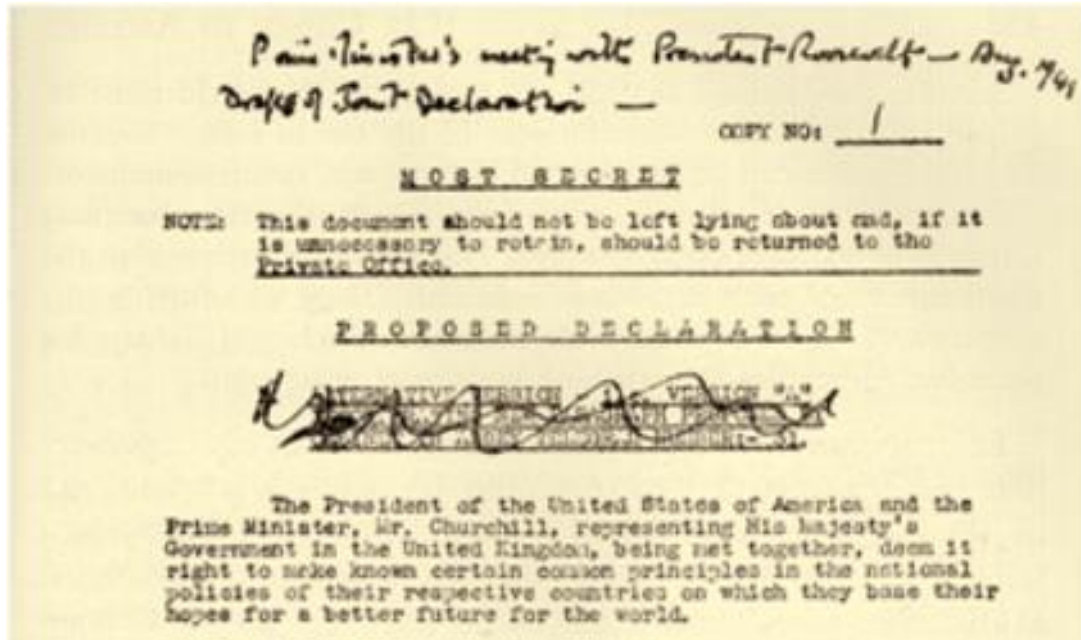 Prime Minister's meeting with President Roosevelt — Aug. 1941
Draft of Joint Declaration —
COPY NO: 1
MOST SECRET
NOTE: This document should not be left lying about and, if it
is unnecessary to retain, should be returned to the
Private Office.
PROPOSED DECLARATION
ALTERNATIVE VERSION VERSION "A"
The President of the United States of America and the
Prime Minister, Mr. Churchill, representing His Majesty's
Government in the United Kingdom, being met together, deem it
right to make known certain common principles in the national
policies of their respective countries on which they base their
hopes for a better future for the world.